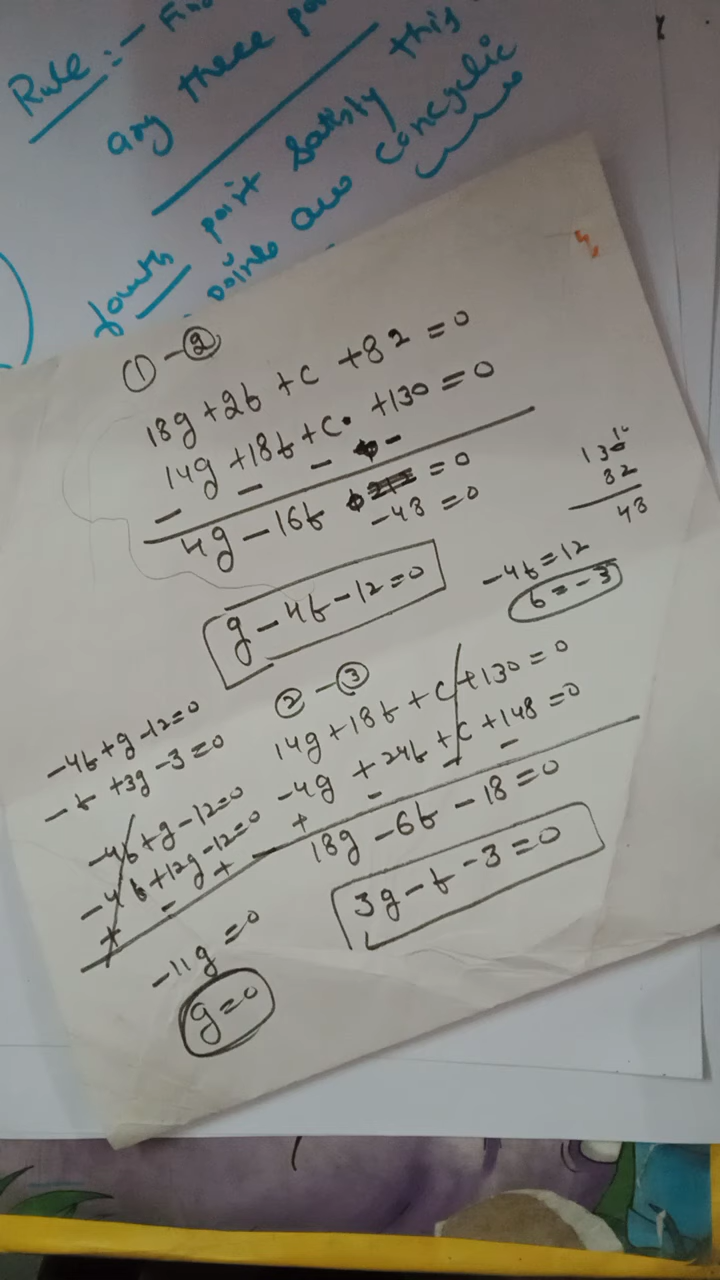 Rule :- Fin
any three po
fourth point satisfy this
points are concyclic
① - ②
18g + 2f + c + 82 = 0
14g + 18f + c + 130 = 0
- - - -
4g - 16f = 0
-48 = 0
130
82
48
g - 4f - 12 = 0
-4f = 12
f = -3
② - ③
14g + 18f + c + 130 = 0
-4g + 24f + c + 148 = 0
+ - - -
18g - 6f - 18 = 0
3g - f - 3 = 0
-4f + g - 12 = 0
-f + 3g - 3 = 0
-4f + g - 12 = 0
-4f + 12g - 12 = 0
+ - +
-11g = 0
g = 0